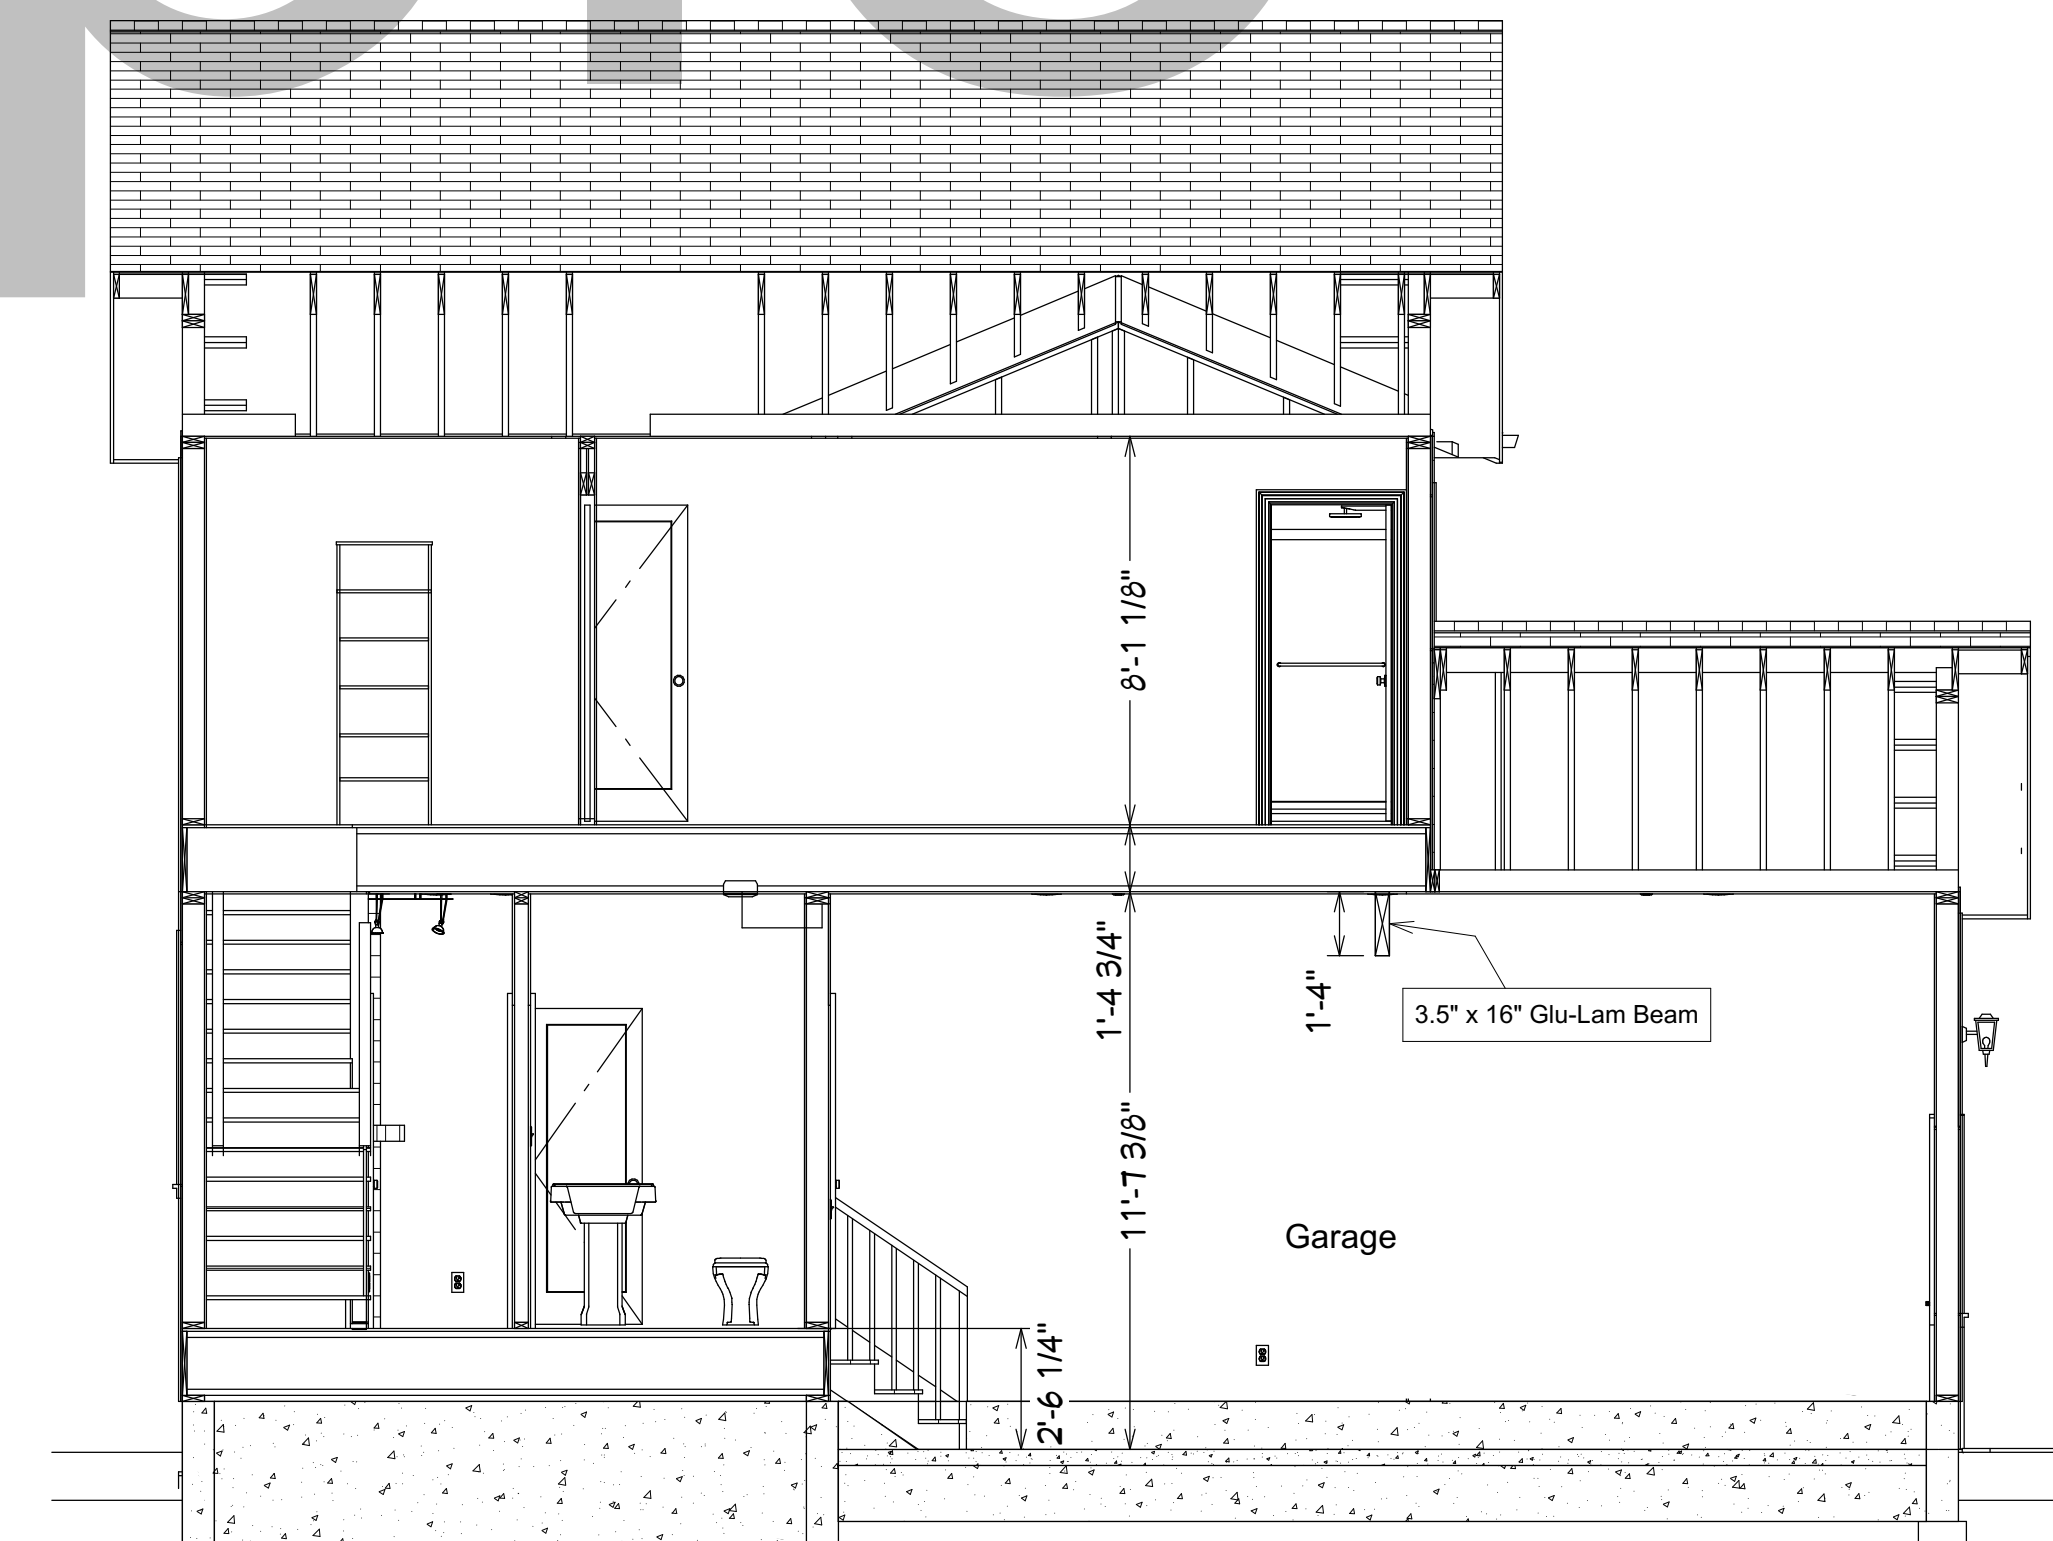 8'-1 1/8"
1'-4 3/4"
1'-4"
3.5" x 16" Glu-Lam Beam
11'-7 3/8"
Garage
2'-6 1/4"